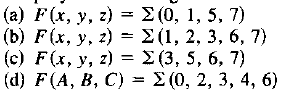 (a) F(x, y, z) = Σ(0, 1, 5, 7)
(b) F(x, y, z) = Σ(1, 2, 3, 6, 7)
(c) F(x, y, z) = Σ(3, 5, 6, 7)
(d) F(A, B, C) = Σ(0, 2, 3, 4, 6)